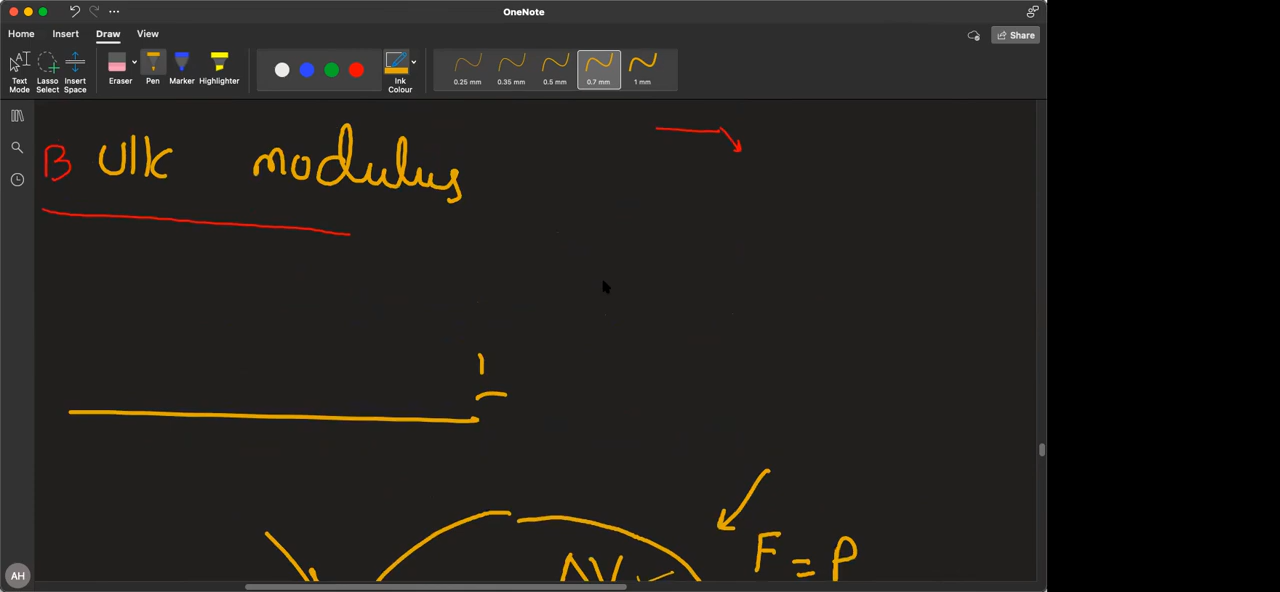 OneNote
Home Insert Draw View
Share
Text Mode
Lasso Select
Insert Space
Eraser
Pen
Marker
Highlighter
Ink Colour
0.25 mm
0.35 mm
0.5 mm
0.7 mm
1 mm
Bulk modulus
F = P
AH